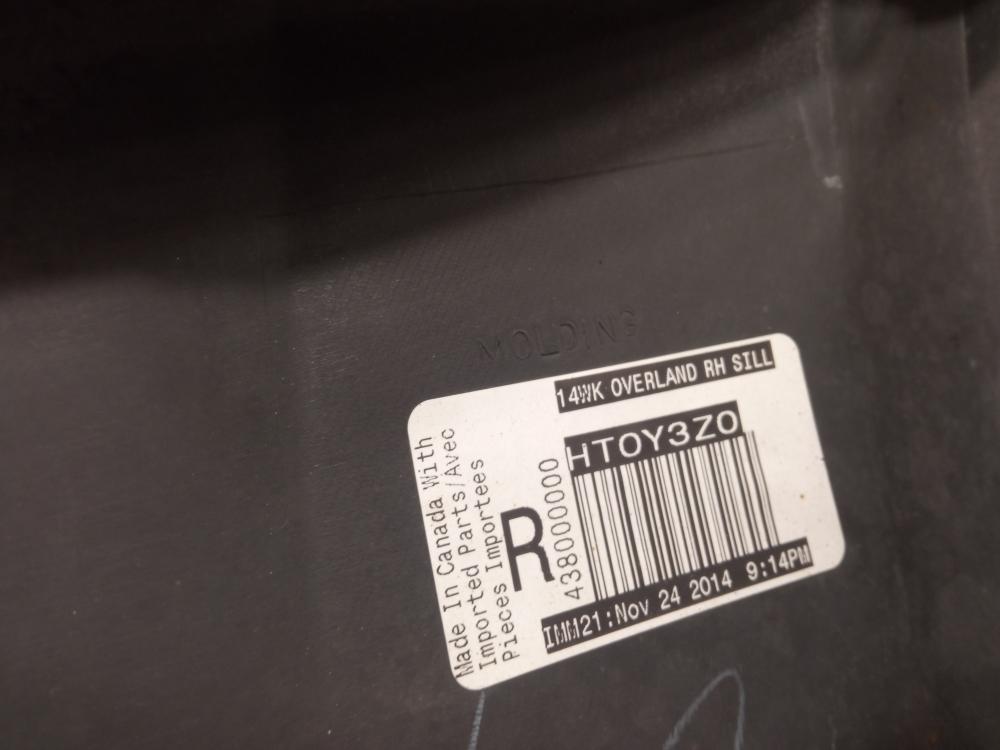 MOLDING
14WK OVERLAND RH SILL
HTOY3ZO
Made In Canada With
Imported Parts/Avec
Pieces Importees
R
438000000
IMM21:Nov 24 2014 9:14PM